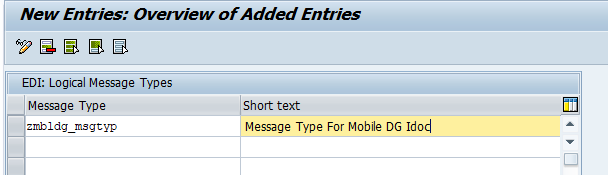 New Entries: Overview of Added Entries
EDI: Logical Message Types
Message Type Short text
zmbldg_msgtyp Message Type For Mobile DG Idoc